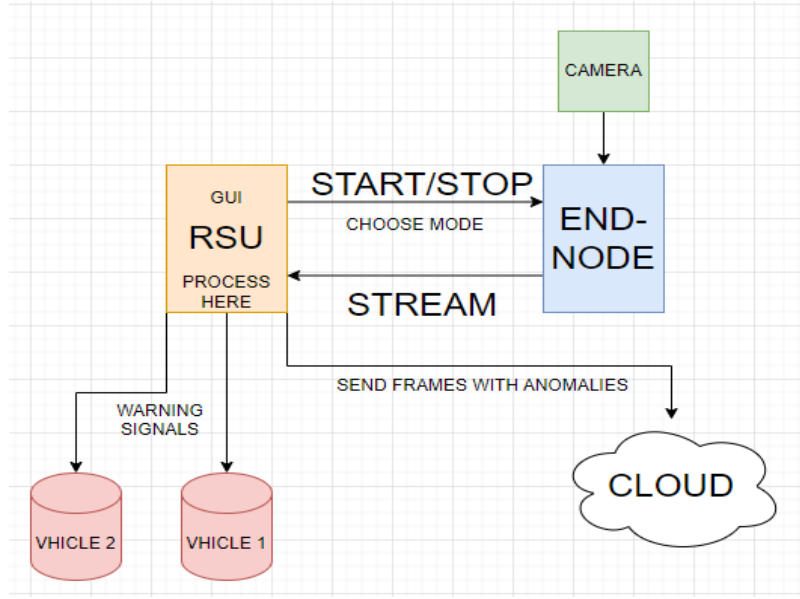 CAMERA
GUI
RSU
PROCESS
HERE
START/STOP
CHOOSE MODE
END-
NODE
STREAM
SEND FRAMES WITH ANOMALIES
WARNING
SIGNALS
VHICLE 2
VHICLE 1
CLOUD